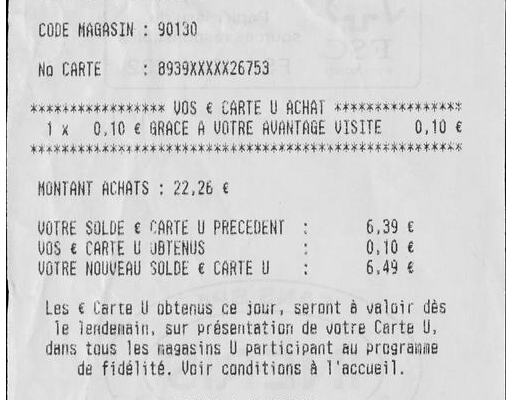 CODE MAGASIN : 90130
No CARTE : 8939XXXXX26753
***************** VOS € CARTE U ACHAT ****************
1 x 0,10 € GRACE A VOTRE AVANTAGE VISITE 0,10 €
******************************************************
MONTANT ACHATS : 22,26 €
VOTRE SOLDE € CARTE U PRECEDENT : 6,39 €
VOS € CARTE U OBTENUS : 0,10 €
VOTRE NOUVEAU SOLDE € CARTE U : 6,49 €
Les € Carte U obtenus ce jour, seront à valoir dès
le lendemain, sur présentation de votre Carte U,
dans tous les magasins U participant au programme
de fidélité. Voir conditions à l'accueil.